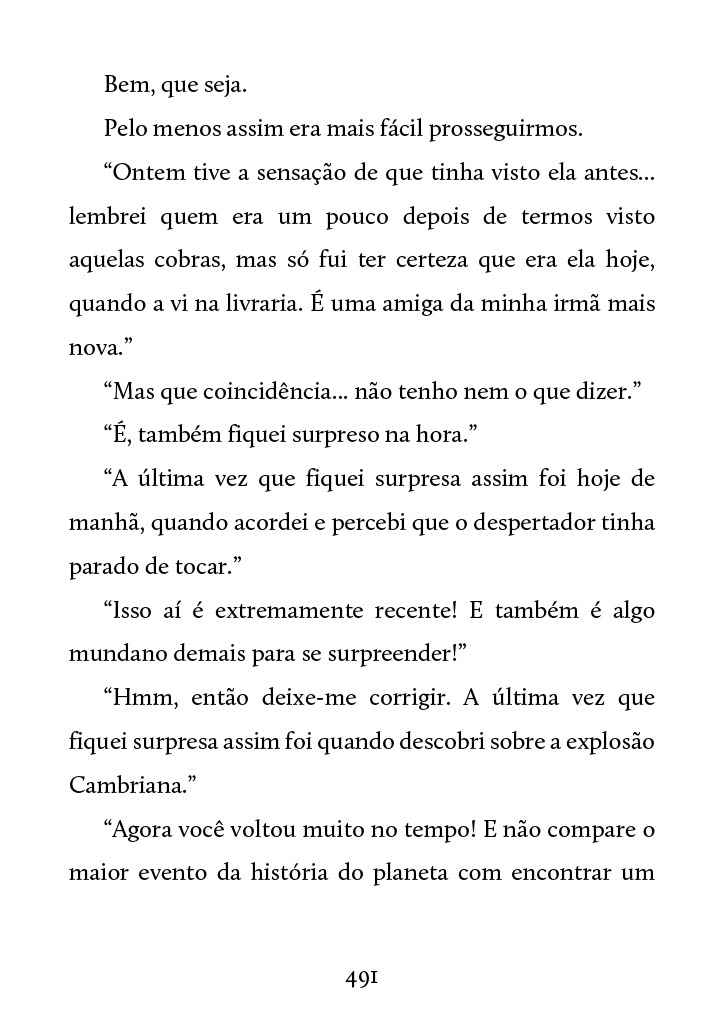 Bem, que seja.
Pelo menos assim era mais fácil prosseguirmos.
“Ontem tive a sensação de que tinha visto ela antes...
lembrei quem era um pouco depois de termos visto
aquelas cobras, mas só fui ter certeza que era ela hoje,
quando a vi na livraria. É uma amiga da minha irmã mais
nova.”
“Mas que coincidência... não tenho nem o que dizer.”
“É, também fiquei surpreso na hora.”
“A última vez que fiquei surpresa assim foi hoje de
manhã, quando acordei e percebi que o despertador tinha
parado de tocar.”
“Isso aí é extremamente recente! E também é algo
mundano demais para se surpreender!”
“Hmm, então deixe-me corrigir. A última vez que
fiquei surpresa assim foi quando descobri sobre a explosão
Cambriana.”
“Agora você voltou muito no tempo! E não compare o
maior evento da história do planeta com encontrar um
491